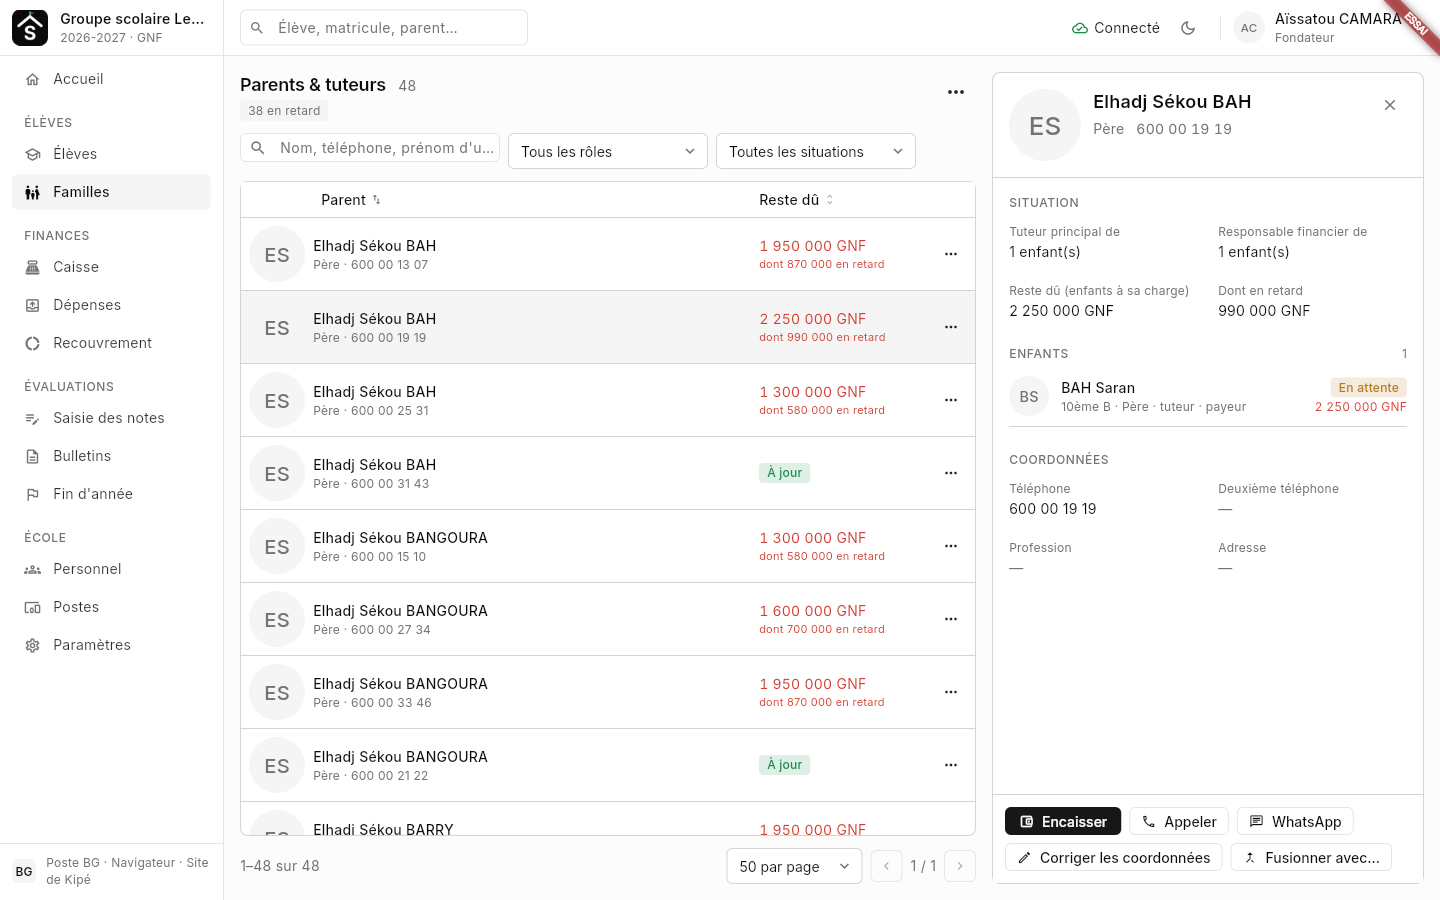 Groupe scolaire Le...
2026-2027 · GNF
Élève, matricule, parent...
Connecté
AC
Aïssatou CAMARA
Fondateur
ESSAI
Accueil
ÉLÈVES
Élèves
Familles
FINANCES
Caisse
Dépenses
Recouvrement
ÉVALUATIONS
Saisie des notes
Bulletins
Fin d'année
ÉCOLE
Personnel
Postes
Paramètres
BG
Poste BG · Navigateur · Site
de Kipé
Parents & tuteurs 48
38 en retard
Nom, téléphone, prénom d'u...
Tous les rôles
Toutes les situations
Parent
Reste dû
ES
Elhadj Sékou BAH
Père · 600 00 13 07
1 950 000 GNF
dont 870 000 en retard
ES
Elhadj Sékou BAH
Père · 600 00 19 19
2 250 000 GNF
dont 990 000 en retard
ES
Elhadj Sékou BAH
Père · 600 00 25 31
1 300 000 GNF
dont 580 000 en retard
ES
Elhadj Sékou BAH
Père · 600 00 31 43
À jour
ES
Elhadj Sékou BANGOURA
Père · 600 00 15 10
1 300 000 GNF
dont 580 000 en retard
ES
Elhadj Sékou BANGOURA
Père · 600 00 27 34
1 600 000 GNF
dont 700 000 en retard
ES
Elhadj Sékou BANGOURA
Père · 600 00 33 46
1 950 000 GNF
dont 870 000 en retard
ES
Elhadj Sékou BANGOURA
Père · 600 00 21 22
À jour
ES
Elhadj Sékou BARRY
1 950 000 GNF
1–48 sur 48
50 par page
1 / 1
ES
Elhadj Sékou BAH
Père 600 00 19 19
SITUATION
Tuteur principal de
1 enfant(s)
Responsable financier de
1 enfant(s)
Reste dû (enfants à sa charge)
2 250 000 GNF
Dont en retard
990 000 GNF
ENFANTS 1
BS
BAH Saran
10ème B · Père · tuteur · payeur
En attente
2 250 000 GNF
COORDONNÉES
Téléphone
600 00 19 19
Deuxième téléphone
—
Profession
—
Adresse
—
Encaisser
Appeler
WhatsApp
Corriger les coordonnées
Fusionner avec...